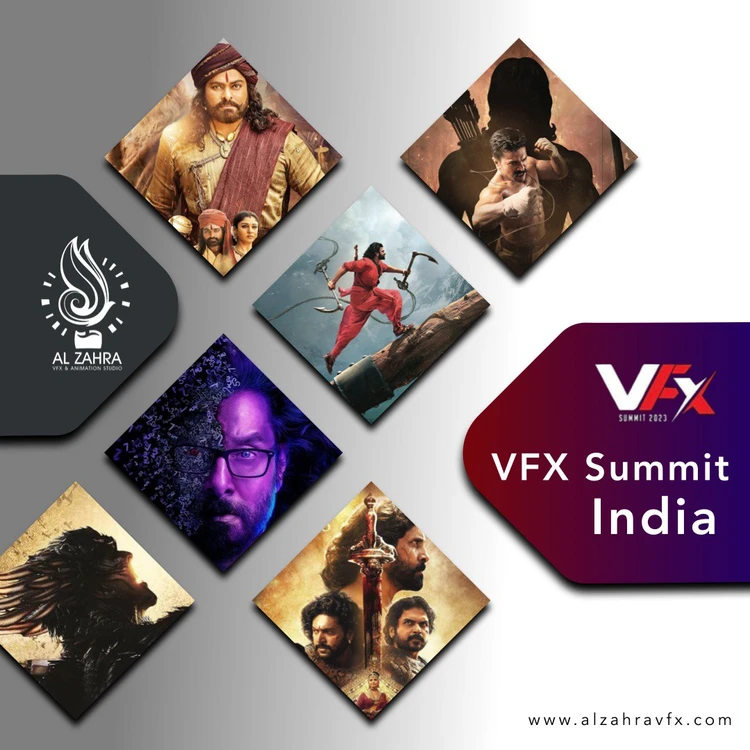 AL ZAHRA
VFX & ANIMATION STUDIO
VFX
SUMMIT 2023
VFX Summit
India
www.alzahravfx.com